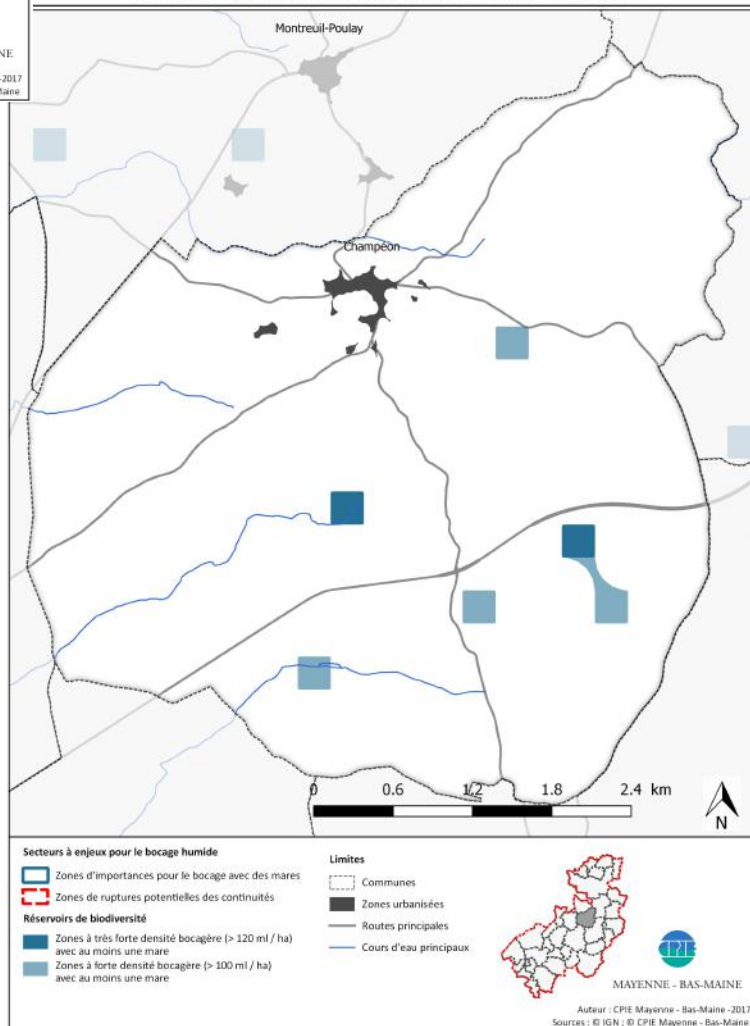 NE
-2017
Maine
Montreuil-Poulay
Champéon
0 0.6 1.2 1.8 2.4 km
N
Secteurs à enjeux pour le bocage humide
Zones d'importances pour le bocage avec des mares
Zones de ruptures potentielles des continuités
Réservoirs de biodiversité
Zones à très forte densité bocagère (> 120 ml / ha)
avec au moins une mare
Zones à forte densité bocagère (> 100 ml / ha)
avec au moins une mare
Limites
Communes
Zones urbanisées
Routes principales
Cours d'eau principaux
CPIE
MAYENNE - BAS-MAINE
Auteur : CPIE Mayenne - Bas-Maine -2017
Sources : © IGN ; © CPIE Mayenne - Bas-Maine